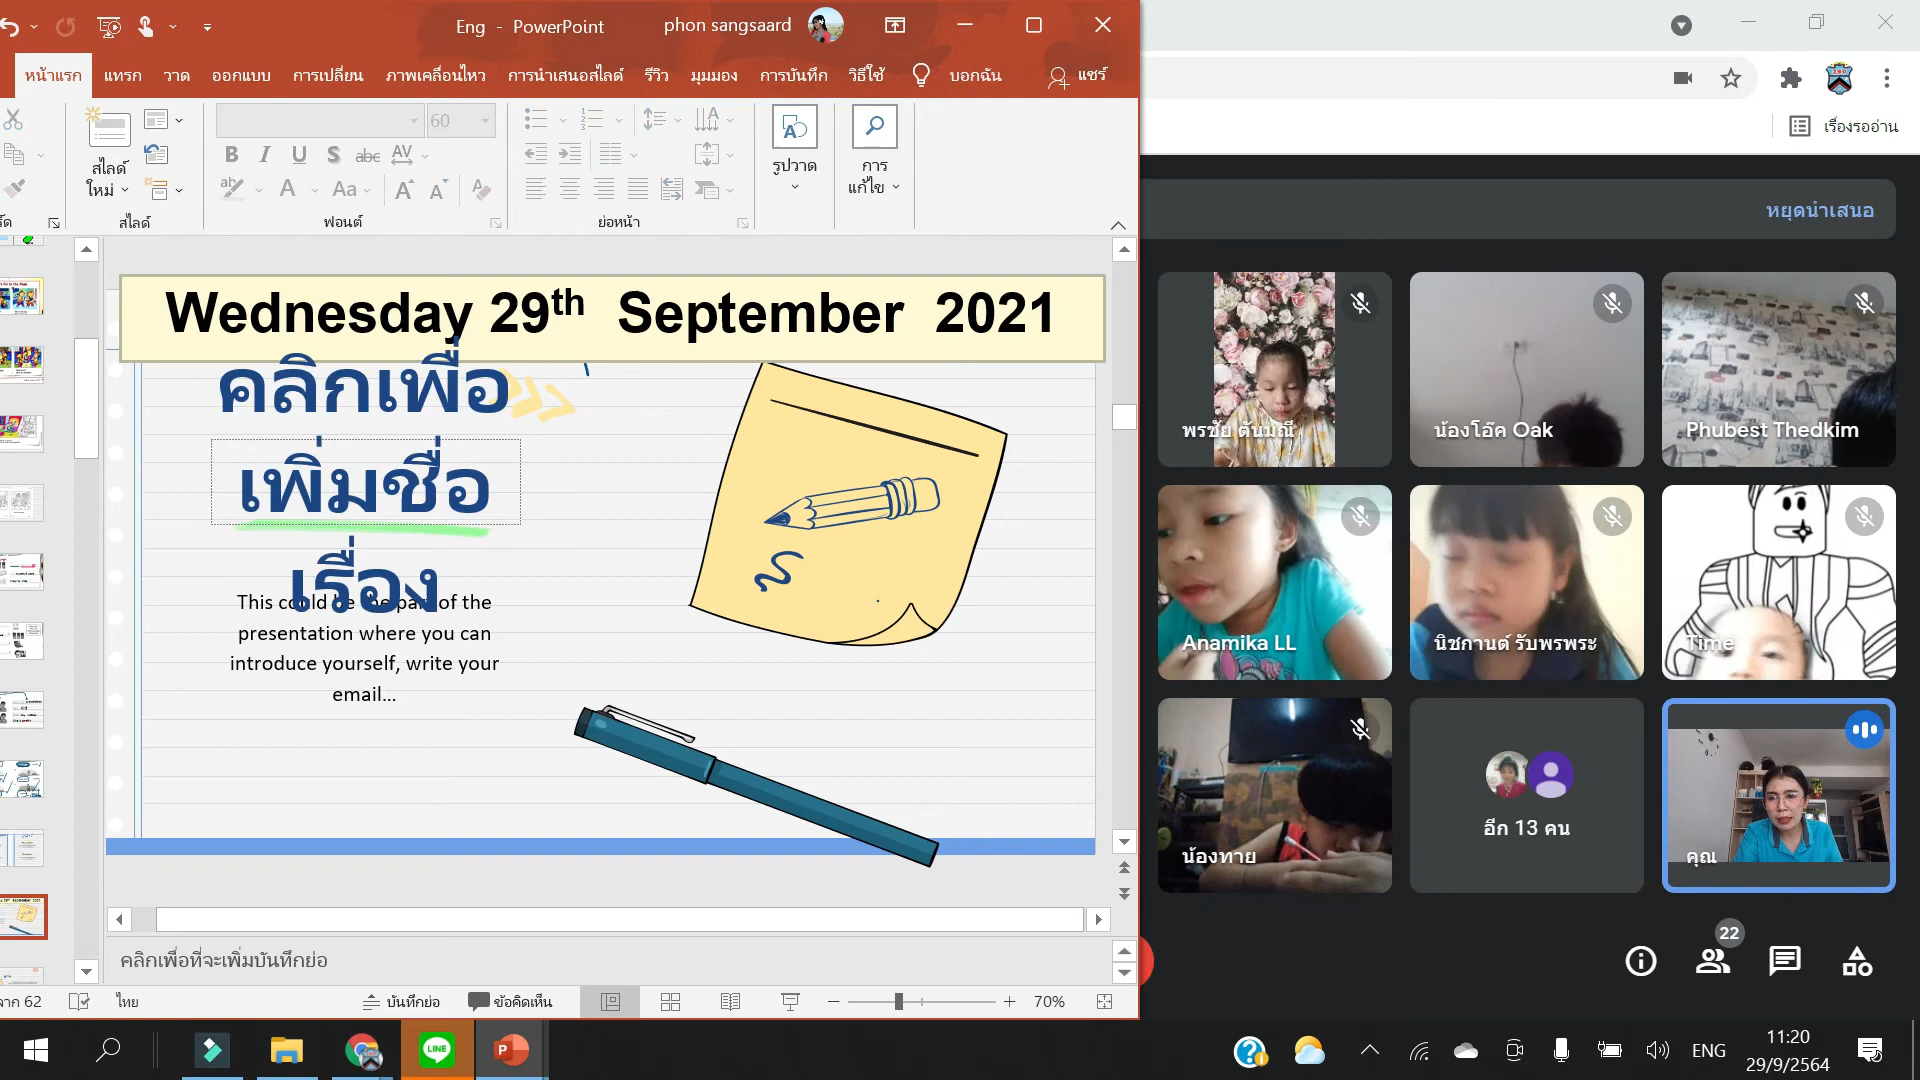 Eng - PowerPoint
phon sangsaard
หน้าแรก แทรก วาด ออกแบบ การเปลี่ยน ภาพเคลื่อนไหว การนำเสนอสไลด์ รีวิว มุมมอง การบันทึก วิธีใช้ บอกฉัน แชร์
60
สไลด์
ใหม่
รูปวาด
การ
แก้ไข
B I U S abc AV
A Aa A A
สไลด์
ฟอนต์
ย่อหน้า
Wednesday 29th September 2021
คลิกเพื่อ
เพิ่มชื่อ
เรื่อง
This could be the part of the
presentation where you can
introduce yourself, write your
email...
คลิกเพื่อที่จะเพิ่มบันทึกย่อ
จาก 62
ไทย
บันทึกย่อ
ข้อคิดเห็น
70%
เรื่องรออ่าน
หยุดนำเสนอ
พรชัย ตันมณี
น้องโอ๊ค Oak
Phubest Thedkim
Anamika LL
นิชกานต์ รับพรพระ
Time
น้องทาย
อีก 13 คน
คุณ
22
LINE
ENG
11:20
29/9/2564